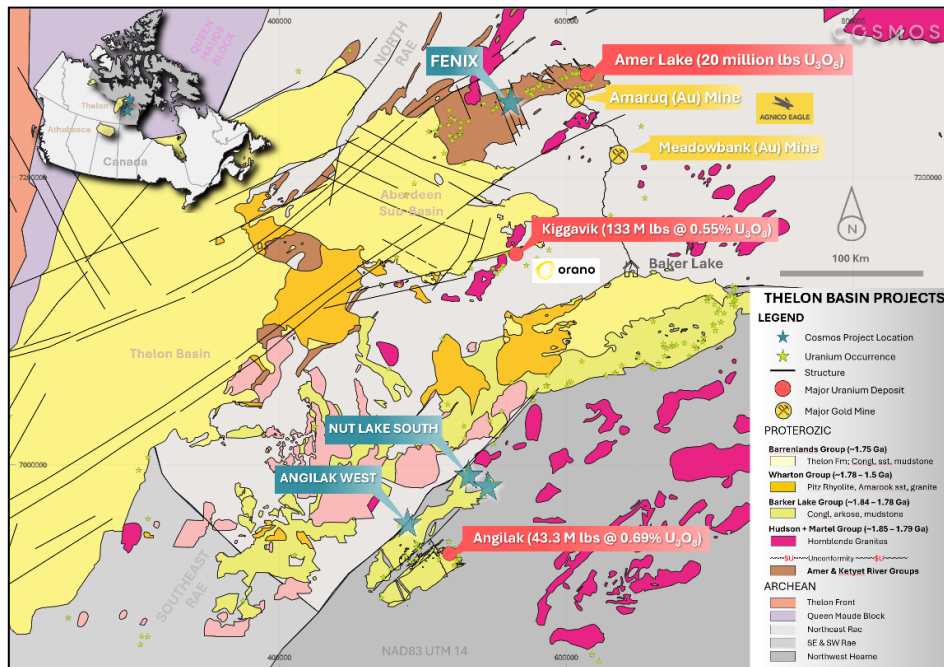 400000
600000
800000
COSMOS
QUEEN
MAUDE
BLOCK
NORTH
RAE
FENIX
Amer Lake (20 million lbs U₃O₈)
Amaruq (Au) Mine
AGNICO EAGLE
Meadowbank (Au) Mine
Thelon
Athabasca
Canada
7200000
7200000
Aberdeen
Sub-Basin
N
100 Km
Kiggavik (133 M lbs @ 0.55% U₃O₈)
orano
Baker Lake
Thelon Basin
NUT LAKE SOUTH
7000000
ANGILAK WEST
Angilak (43.3 M lbs @ 0.69% U₃O₈)
SOUTHEAST
RAE
NAD83 UTM 14
400000
600000
THELON BASIN PROJECTS
LEGEND
Cosmos Project Location
Uranium Occurrence
Structure
Major Uranium Deposit
Major Gold Mine
PROTEROZIC
Barrenlands Group (~1.75 Ga)
Thelon Fm; Congl, sst, mudstone
Wharton Group (~1.78 – 1.5 Ga)
Pitz Rhyolite, Amarook sst, granite
Barker Lake Group (~1.84 – 1.78 Ga)
Congl, arkose, mudstone
Hudson + Martel Group (~1.85 – 1.79 Ga)
Hornblende Granitos
~~~~SU~~~~Unconformity ~~~~SU~~~~
Amer & Ketyet River Groups
ARCHEAN
Thelon Front
Queen Maude Block
Northeast Rae
SE & SW Rae
Northwest Hearne